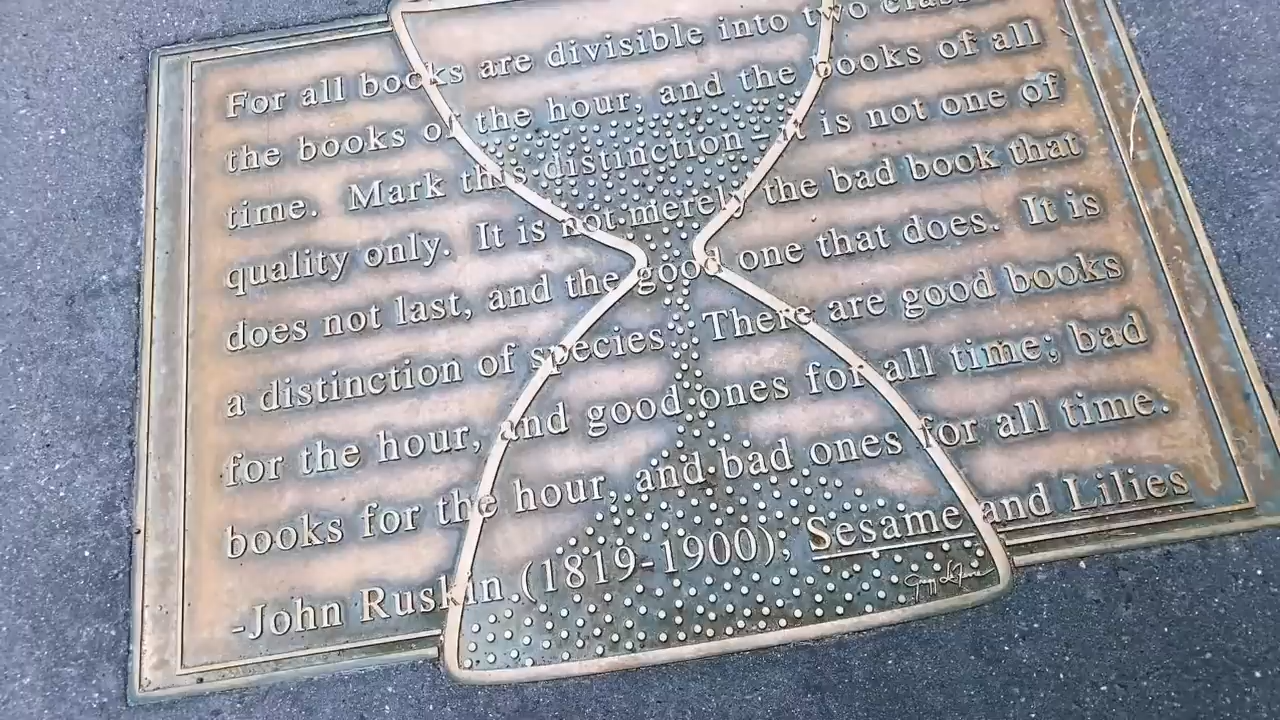 For all books are divisible into two
the books of the hour, and the books of all
time. Mark this distinction - it is not one of
quality only. It is not merely the bad book that
does not last, and the good one that does. It is
a distinction of species. There are good books
for the hour, and good ones for all time; bad
books for the hour, and bad ones for all time.
-John Ruskin (1819-1900), Sesame and Lilies